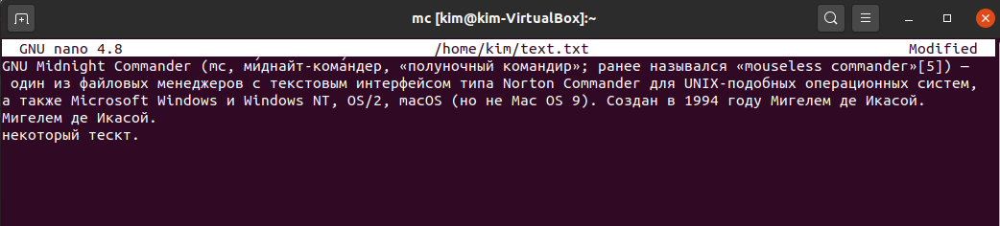 mc [kim@kim-VirtualBox]:~
GNU nano 4.8 /home/kim/text.txt Modified
GNU Midnight Commander (mc, ми́днайт-кома́ндер, «полуночный командир»; ранее назывался «mouseless commander»[5]) —
один из файловых менеджеров с текстовым интерфейсом типа Norton Commander для UNIX-подобных операционных систем,
а также Microsoft Windows и Windows NT, OS/2, macOS (но не Mac OS 9). Создан в 1994 году Мигелем де Икасой.
Мигелем де Икасой.
некоторый тескт.